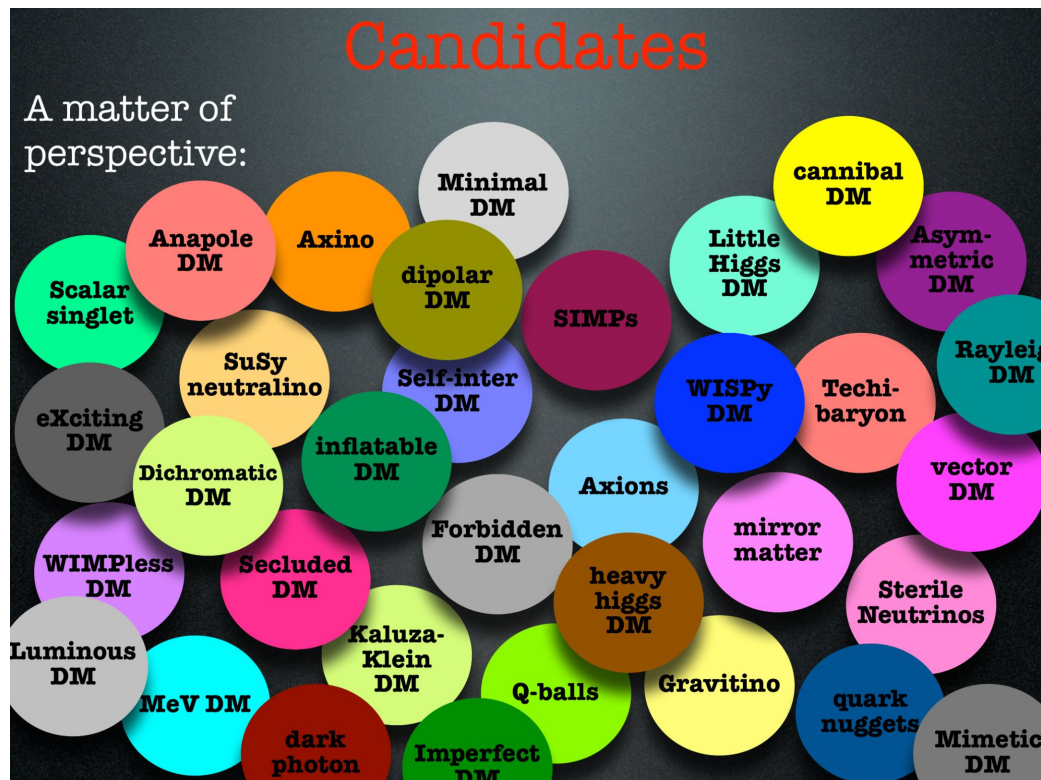 Candidates
A matter of
perspective:
Minimal
DM
cannibal
DM
Anapole
DM
Axino
dipolar
DM
Little
Higgs
DM
Asym-
metric
DM
Scalar
singlet
SIMPs
SuSy
neutralino
Self-inter
DM
WISPy
DM
Techi-
baryon
Rayleig
DM
eXciting
DM
inflatable
DM
Dichromatic
DM
Axions
vector
DM
Forbidden
DM
mirror
matter
WIMPless
DM
Secluded
DM
heavy
higgs
DM
Sterile
Neutrinos
Luminous
DM
Kaluza-
Klein
DM
MeV DM
Q-balls
Gravitino
quark
nuggets
dark
photon
Imperfect
DM
Mimetic
DM